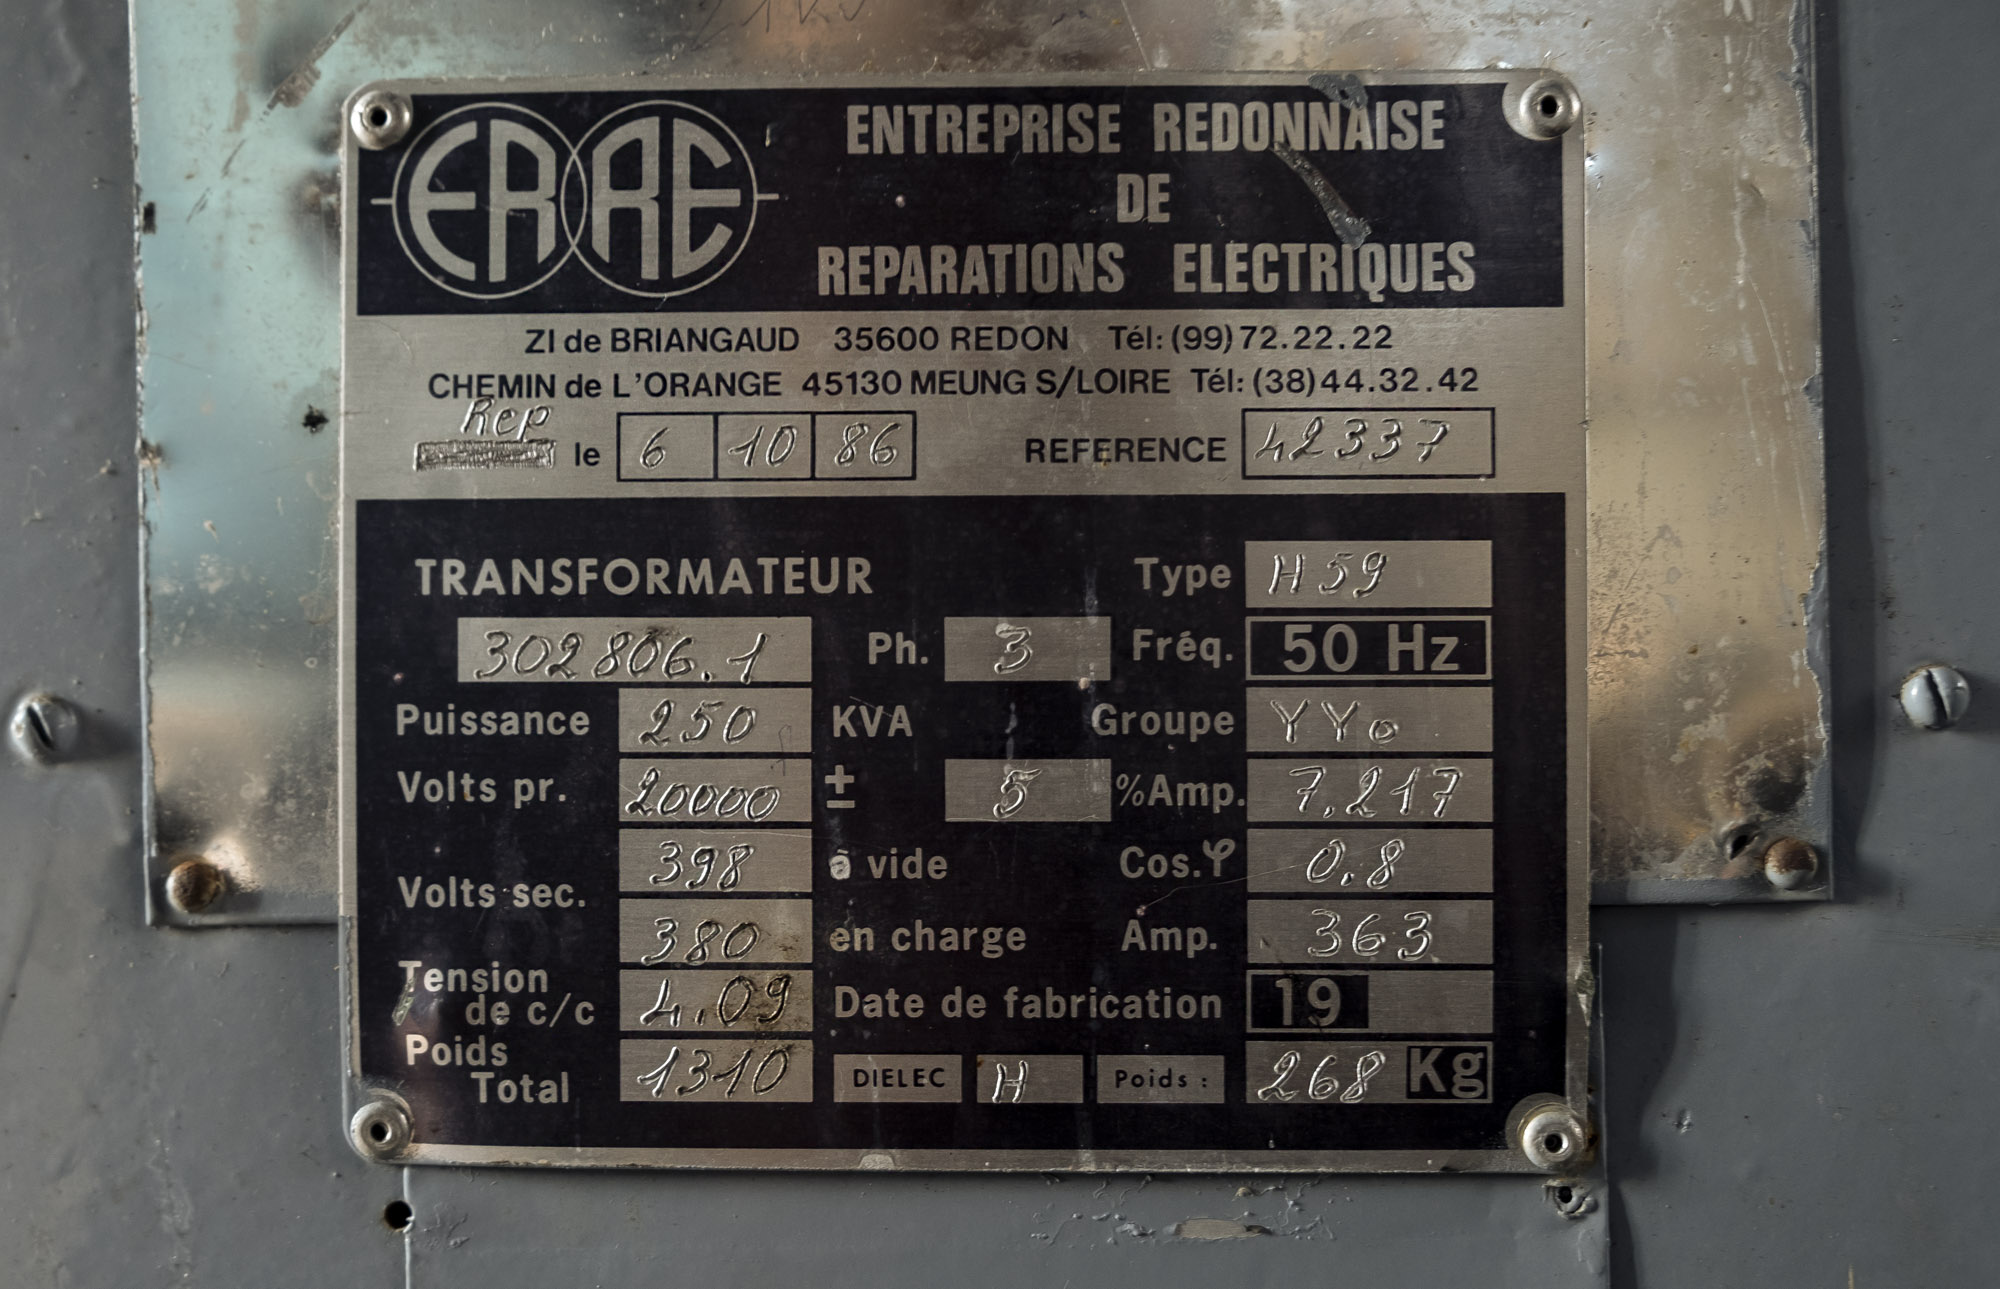 ERRE
ENTREPRISE REDONNAISE
DE
REPARATIONS ELECTRIQUES
ZI de BRIANGAUD 35600 REDON Tél: (99) 72.22.22
CHEMIN de L'ORANGE 45130 MEUNG S/LOIRE Tél: (38) 44.32.42
Rep
le 6 10 86 REFERENCE 42337
TRANSFORMATEUR Type H59
302806.1 Ph. 3 Fréq. 50 Hz
Puissance 250 KVA Groupe YYo
Volts pr. 20000 ± 5 % Amp. 7,217
Volts sec. 398 à vide Cos. φ 0,8
380 en charge Amp. 363
Tension
de c/c 4.09 Date de fabrication 19
Poids
Total 1310 DIELEC H Poids : 268 Kg